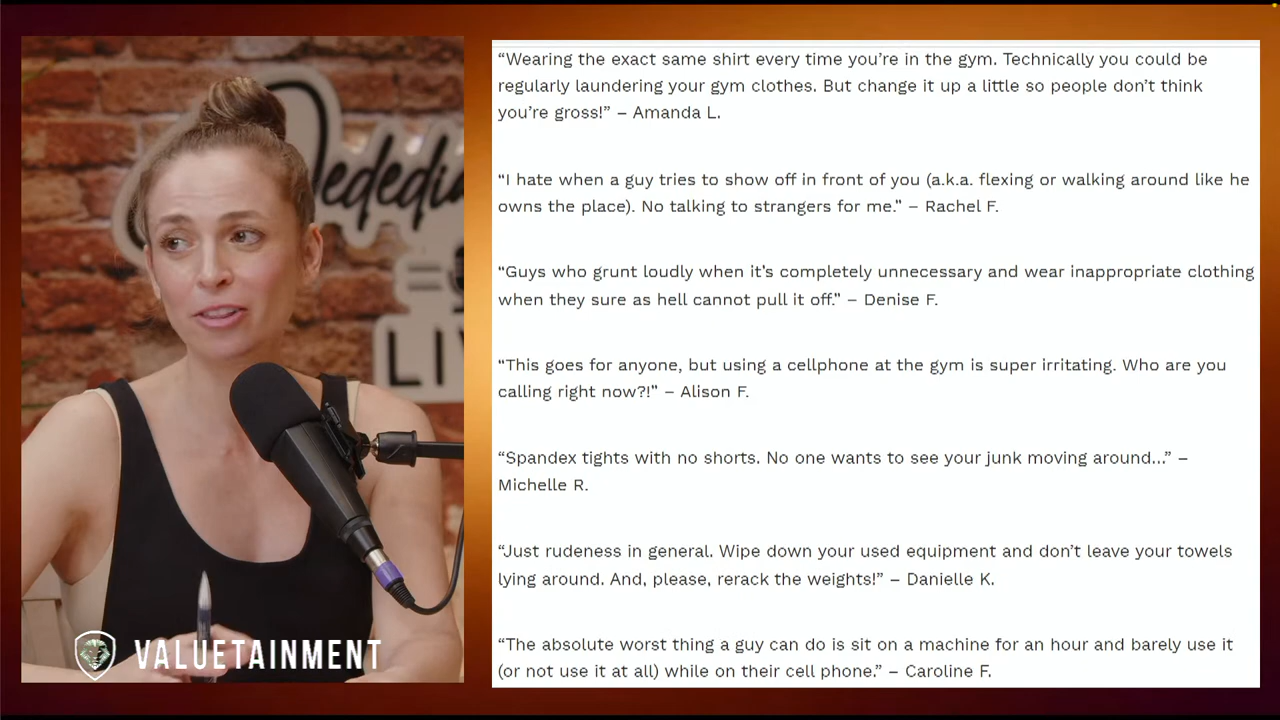 Jededia
LIV
VALUETAINMENT
“Wearing the exact same shirt every time you’re in the gym. Technically you could be
regularly laundering your gym clothes. But change it up a little so people don’t think
you’re gross!” – Amanda L.
“I hate when a guy tries to show off in front of you (a.k.a. flexing or walking around like he
owns the place). No talking to strangers for me.” – Rachel F.
“Guys who grunt loudly when it’s completely unnecessary and wear inappropriate clothing
when they sure as hell cannot pull it off.” – Denise F.
“This goes for anyone, but using a cellphone at the gym is super irritating. Who are you
calling right now?!” – Alison F.
“Spandex tights with no shorts. No one wants to see your junk moving around…” –
Michelle R.
“Just rudeness in general. Wipe down your used equipment and don’t leave your towels
lying around. And, please, rerack the weights!” – Danielle K.
“The absolute worst thing a guy can do is sit on a machine for an hour and barely use it
(or not use it at all) while on their cell phone.” – Caroline F.